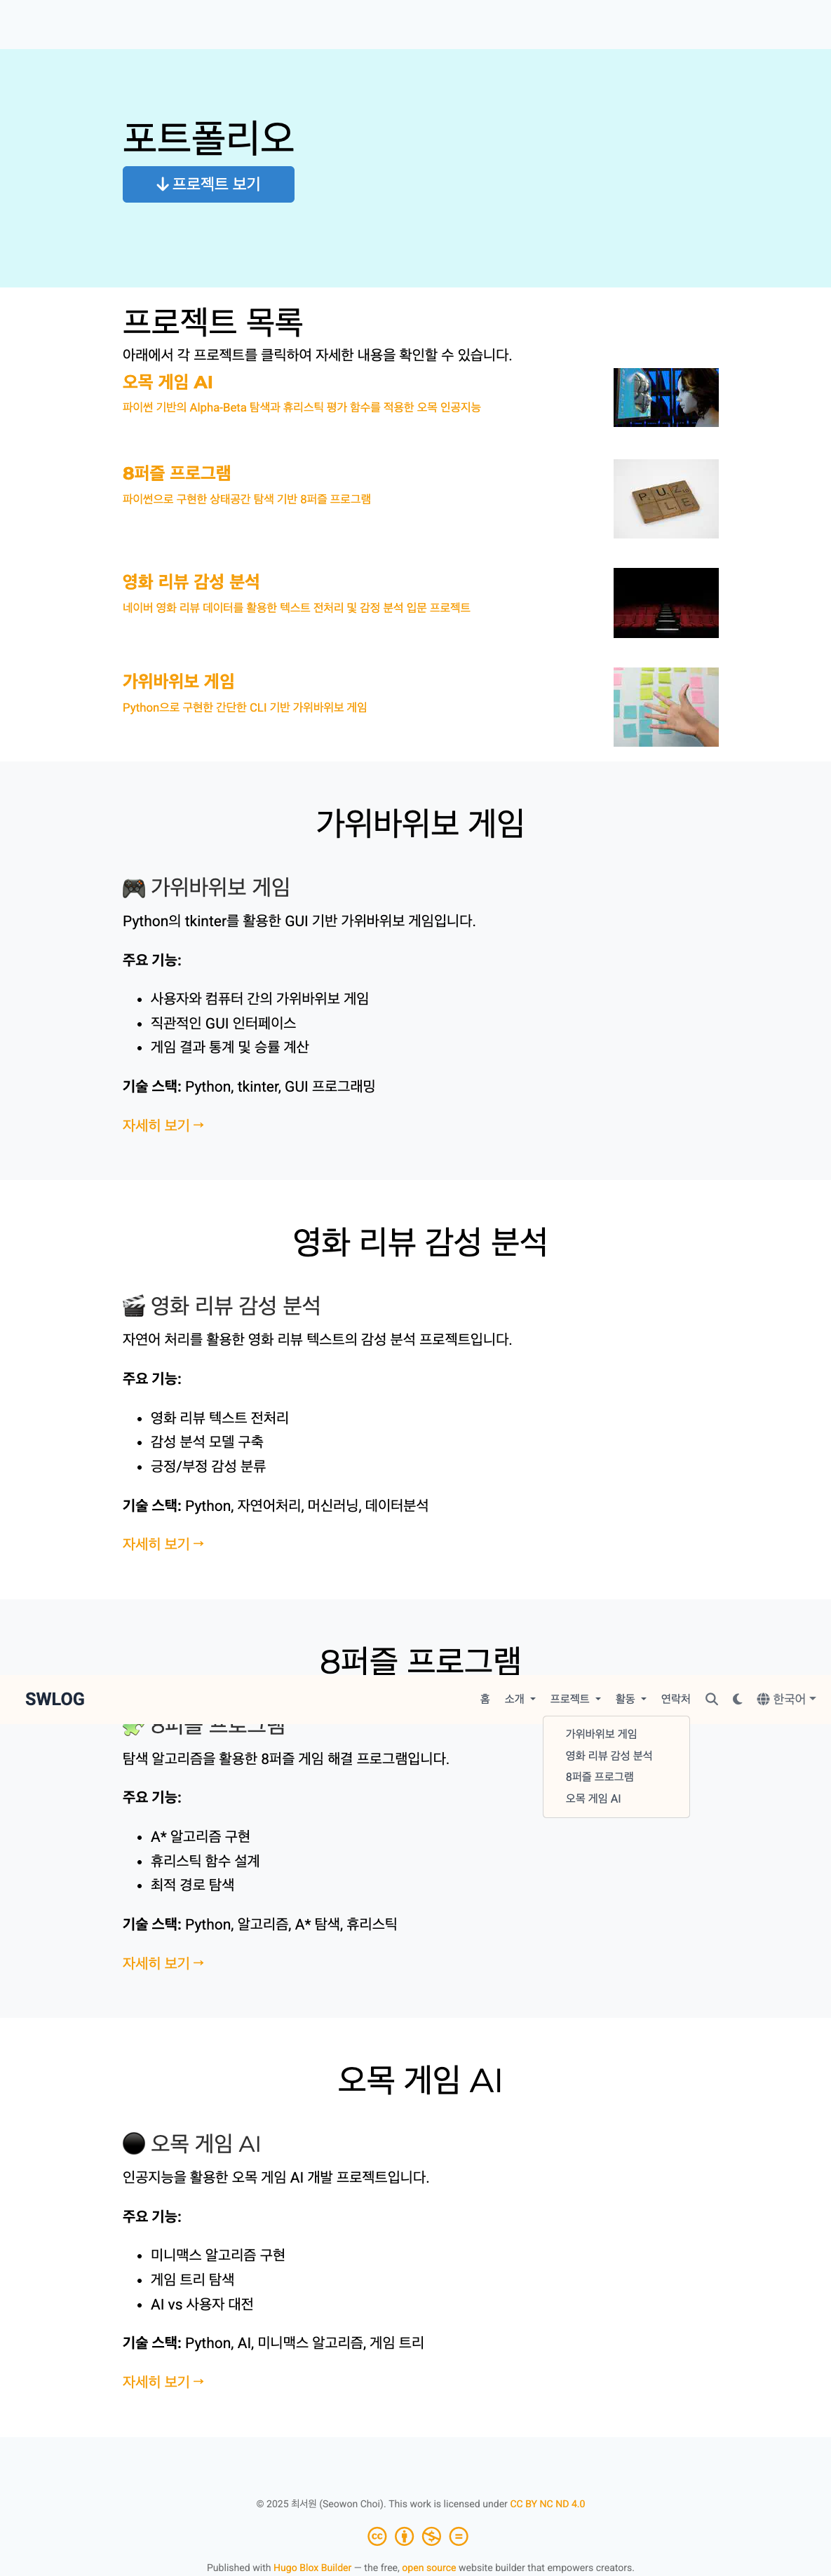 포트폴리오
프로젝트 보기
프로젝트 목록
아래에서 각 프로젝트를 클릭하여 자세한 내용을 확인할 수 있습니다.
오목 게임 AI
파이썬 기반의 Alpha-Beta 탐색과 휴리스틱 평가 함수를 적용한 오목 인공지능
8퍼즐 프로그램
파이썬으로 구현한 상태공간 탐색 기반 8퍼즐 프로그램
P U Z
L E
영화 리뷰 감성 분석
네이버 영화 리뷰 데이터를 활용한 텍스트 전처리 및 감정 분석 입문 프로젝트
가위바위보 게임
Python으로 구현한 간단한 CLI 기반 가위바위보 게임
가위바위보 게임
🎮 가위바위보 게임
Python의 tkinter를 활용한 GUI 기반 가위바위보 게임입니다.
주요 기능:
• 사용자와 컴퓨터 간의 가위바위보 게임
• 직관적인 GUI 인터페이스
• 게임 결과 통계 및 승률 계산
기술 스택: Python, tkinter, GUI 프로그래밍
자세히 보기 →
영화 리뷰 감성 분석
🎬 영화 리뷰 감성 분석
자연어 처리를 활용한 영화 리뷰 텍스트의 감성 분석 프로젝트입니다.
주요 기능:
• 영화 리뷰 텍스트 전처리
• 감성 분석 모델 구축
• 긍정/부정 감성 분류
기술 스택: Python, 자연어처리, 머신러닝, 데이터분석
자세히 보기 →
8퍼즐 프로그램
SWLOG
홈 소개 프로젝트 활동 연락처 한국어
가위바위보 게임
영화 리뷰 감성 분석
8퍼즐 프로그램
오목 게임 AI
🧩 8퍼즐 프로그램
탐색 알고리즘을 활용한 8퍼즐 게임 해결 프로그램입니다.
주요 기능:
• A* 알고리즘 구현
• 휴리스틱 함수 설계
• 최적 경로 탐색
기술 스택: Python, 알고리즘, A* 탐색, 휴리스틱
자세히 보기 →
오목 게임 AI
⚫ 오목 게임 AI
인공지능을 활용한 오목 게임 AI 개발 프로젝트입니다.
주요 기능:
• 미니맥스 알고리즘 구현
• 게임 트리 탐색
• AI vs 사용자 대전
기술 스택: Python, AI, 미니맥스 알고리즘, 게임 트리
자세히 보기 →
© 2025 최서원 (Seowon Choi). This work is licensed under CC BY NC ND 4.0
Published with Hugo Blox Builder — the free, open source website builder that empowers creators.